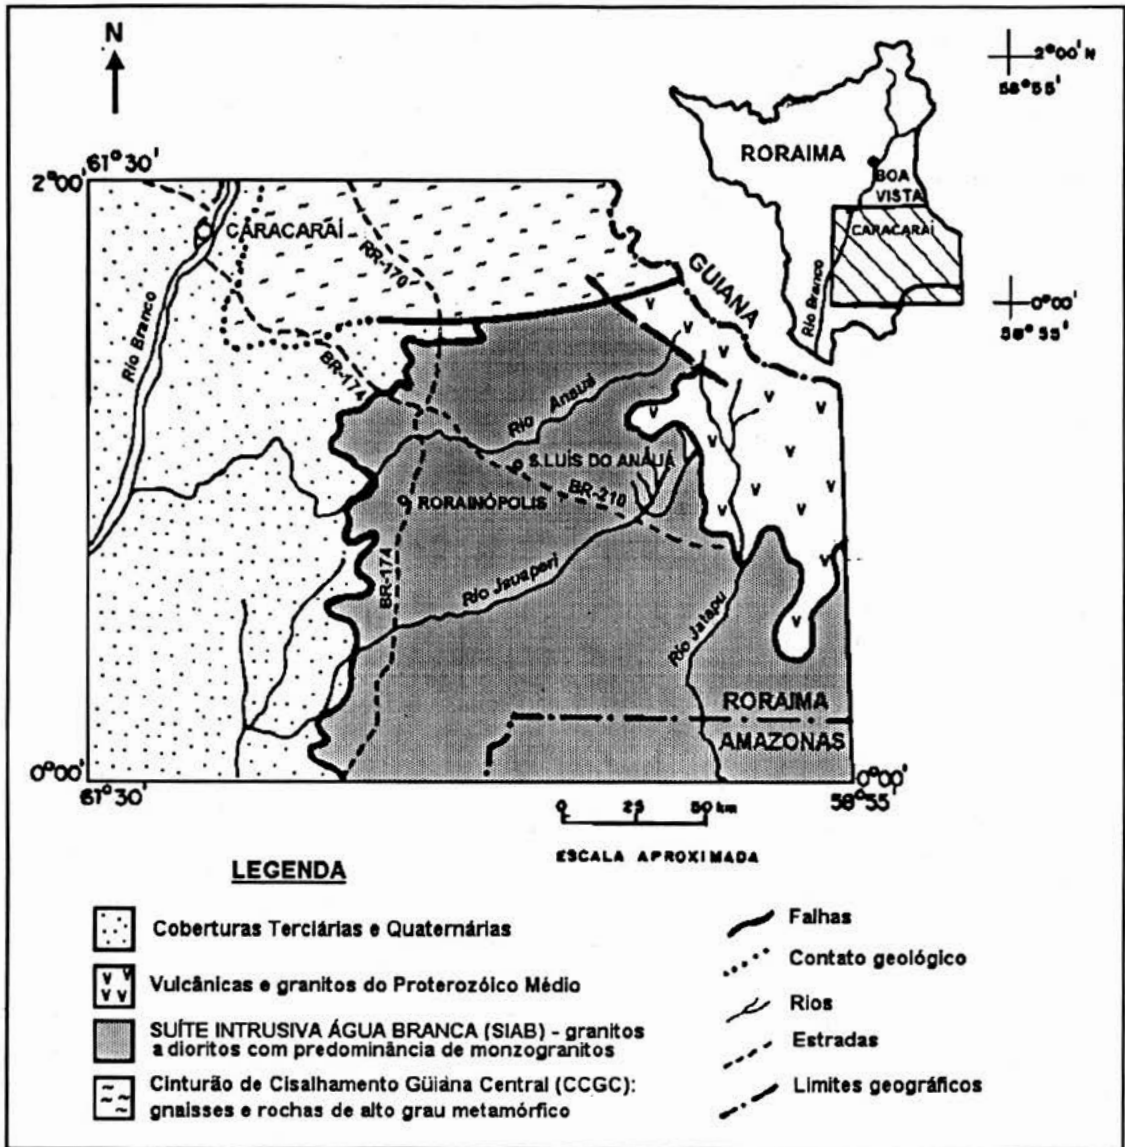 N
2°00' N
58°55'
RORAIMA
BOA
VISTA
CARACARAÍ
Rio Branco
0°00'
58°55'
61°30'
2°00'
CARACARAÍ
RR-170
GUIANA
Rio Branco
BR-174
Rio Anauá
S.LUÍS DO ANAUÁ
BR-210
RORAINÓPOLIS
BR-174
Rio Jauaperi
Rio Jatapu
RORAIMA
AMAZONAS
0°00'
61°30'
0°00'
58°55'
0 25 50 km
ESCALA APROXIMADA
LEGENDA
Coberturas Terciárias e Quaternárias
Vulcânicas e granitos do Proterozóico Médio
SUÍTE INTRUSIVA ÁGUA BRANCA (SIAB) - granitos
a dioritos com predominância de monzogranitos
Cinturão de Cisalhamento Güiana Central (CCGC):
gnaisses e rochas de alto grau metamórfico
Falhas
Contato geológico
Rios
Estradas
Limites geográficos